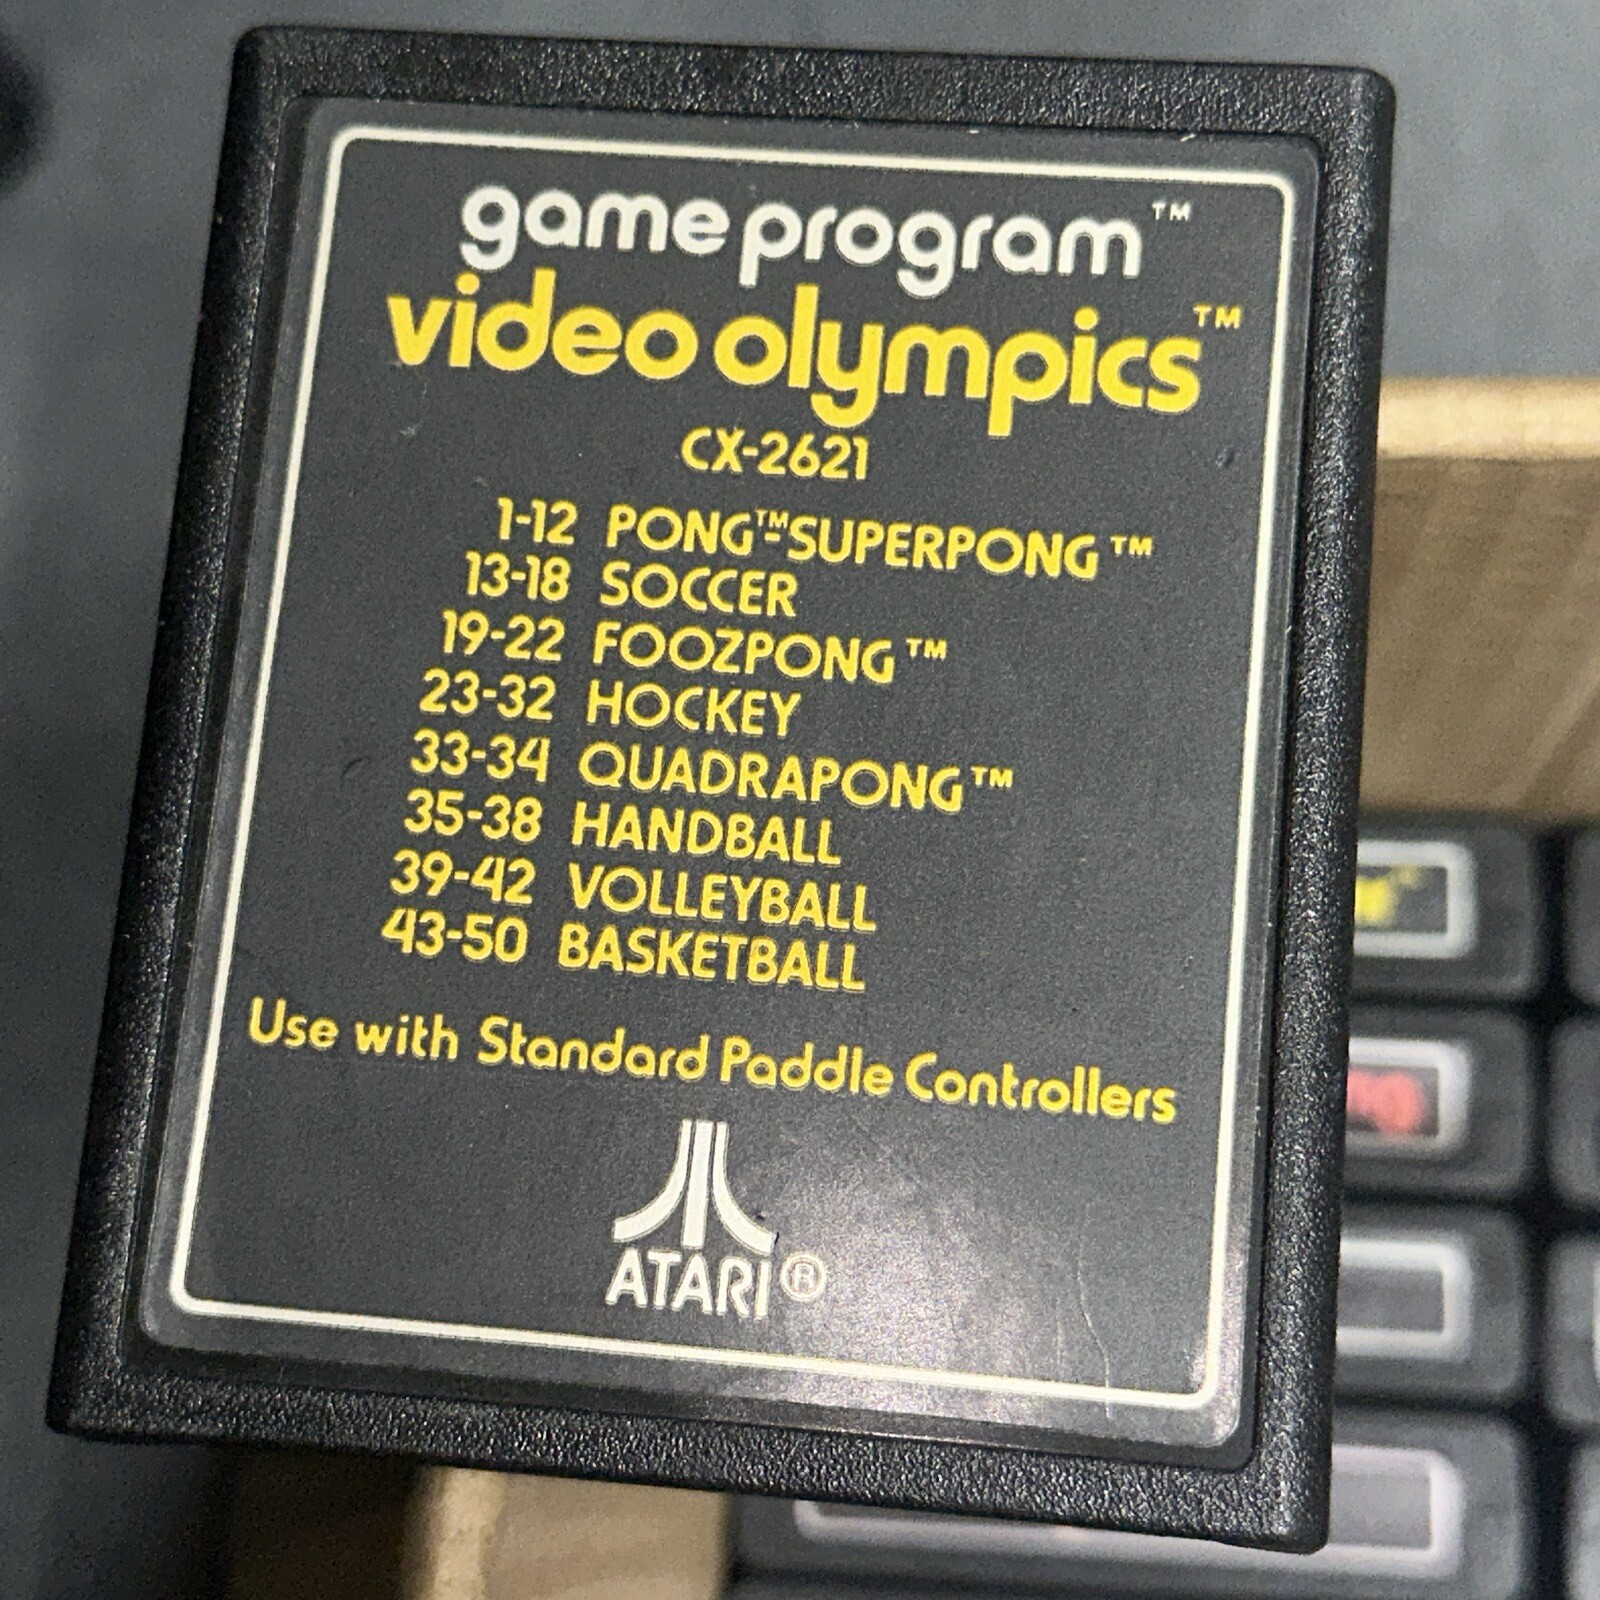 game program™
video olympics™
CX-2621
1-12 PONG™-SUPERPONG™
13-18 SOCCER
19-22 FOOZPONG™
23-32 HOCKEY
33-34 QUADRAPONG™
35-38 HANDBALL
39-42 VOLLEYBALL
43-50 BASKETBALL
Use with Standard Paddle Controllers
ATARI®